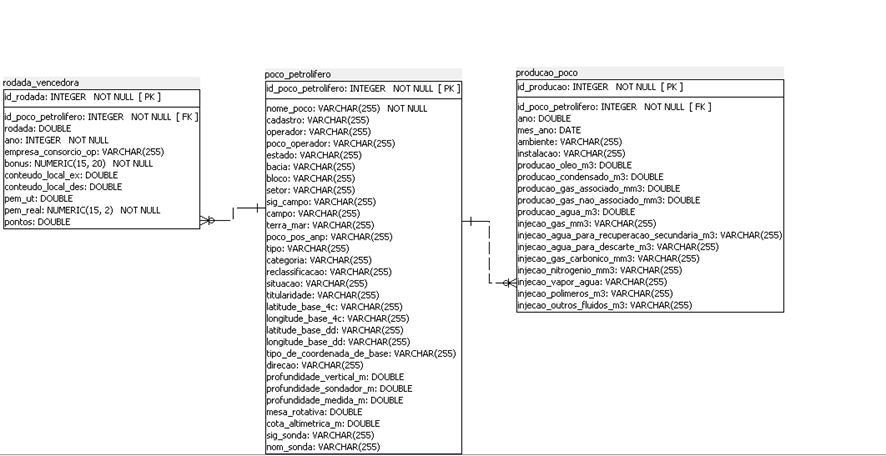 rodada_vencedora
id_rodada: INTEGER NOT NULL [ PK ]
id_poco_petrolifero: INTEGER NOT NULL [ FK ]
rodada: DOUBLE
ano: INTEGER NOT NULL
empresa_consorcio_op: VARCHAR(255)
bonus: NUMERIC(15, 20) NOT NULL
conteudo_local_ex: DOUBLE
conteudo_local_des: DOUBLE
pem_ut: DOUBLE
pem_real: NUMERIC(15, 2) NOT NULL
pontos: DOUBLE
poco_petrolifero
id_poco_petrolifero: INTEGER NOT NULL [ PK ]
nome_poco: VARCHAR(255) NOT NULL
cadastro: VARCHAR(255)
operador: VARCHAR(255)
poco_operador: VARCHAR(255)
estado: VARCHAR(255)
bacia: VARCHAR(255)
bloco: VARCHAR(255)
setor: VARCHAR(255)
sig_campo: VARCHAR(255)
campo: VARCHAR(255)
terra_mar: VARCHAR(255)
poco_pos_anp: VARCHAR(255)
tipo: VARCHAR(255)
categoria: VARCHAR(255)
reclassificacao: VARCHAR(255)
situacao: VARCHAR(255)
titularidade: VARCHAR(255)
latitude_base_4c: VARCHAR(255)
longitude_base_4c: VARCHAR(255)
latitude_base_dd: VARCHAR(255)
longitude_base_dd: VARCHAR(255)
tipo_de_coordenada_de_base: VARCHAR(255)
direcao: VARCHAR(255)
profundidade_vertical_m: DOUBLE
profundidade_sondador_m: DOUBLE
profundidade_medida_m: DOUBLE
mesa_rotativa: DOUBLE
cota_altimetrica_m: DOUBLE
sig_sonda: VARCHAR(255)
nom_sonda: VARCHAR(255)
producao_poco
id_producao: INTEGER NOT NULL [ PK ]
id_poco_petrolifero: INTEGER NOT NULL [ FK ]
ano: DOUBLE
mes_ano: DATE
ambiente: VARCHAR(255)
instalacao: VARCHAR(255)
producao_oleo_m3: DOUBLE
producao_condensado_m3: DOUBLE
producao_gas_associado_mm3: DOUBLE
producao_gas_nao_associado_mm3: DOUBLE
producao_agua_m3: DOUBLE
injecao_gas_mm3: VARCHAR(255)
injecao_agua_para_recuperacao_secundaria_m3: VARCHAR(255)
injecao_agua_para_descarte_m3: VARCHAR(255)
injecao_gas_carbonico_mm3: VARCHAR(255)
injecao_nitrogenio_mm3: VARCHAR(255)
injecao_vapor_agua: VARCHAR(255)
injecao_polimeros_m3: VARCHAR(255)
injecao_outros_fluidos_m3: VARCHAR(255)